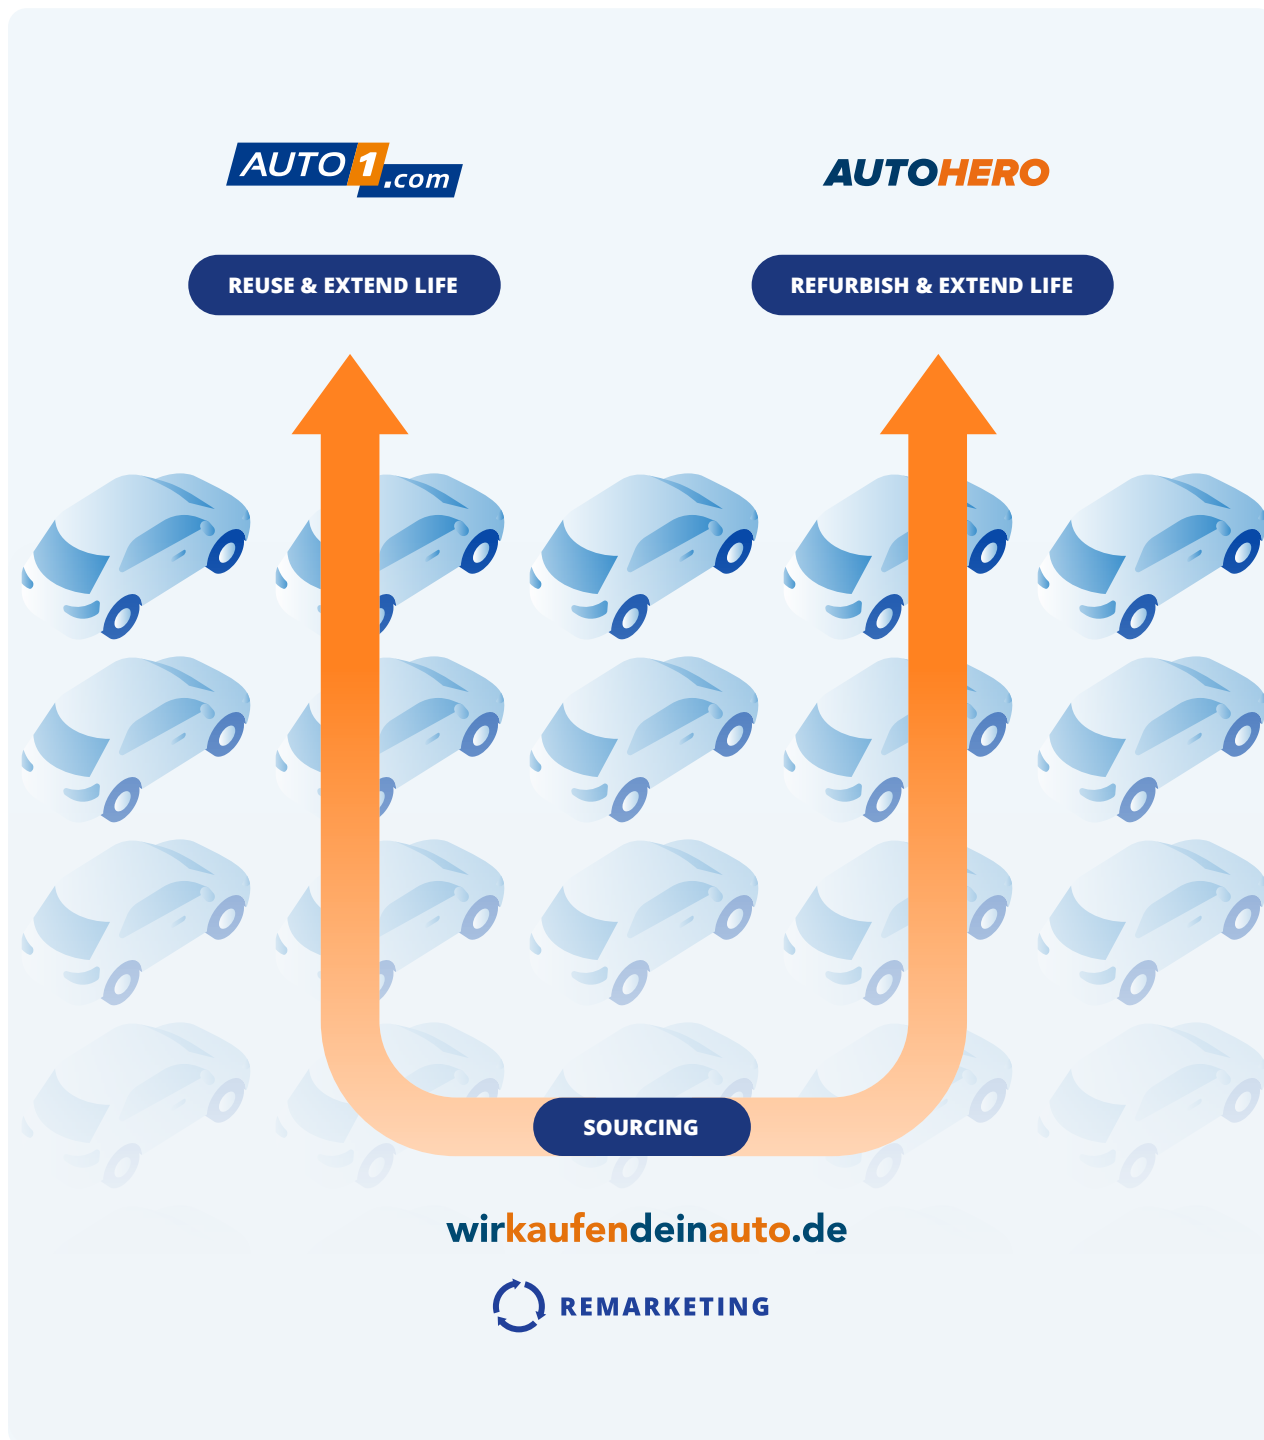 AUTO1.com
AUTOHERO
REUSE & EXTEND LIFE
REFURBISH & EXTEND LIFE
SOURCING
wirkaufendeinauto.de
REMARKETING